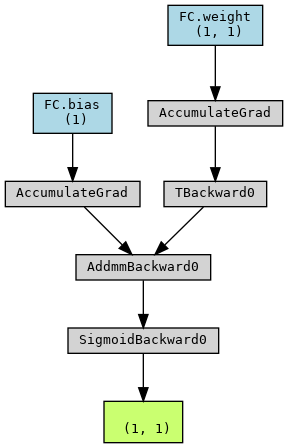 FC.weight
(1, 1)
FC.bias
(1)
AccumulateGrad
AccumulateGrad
TBackward0
AddmmBackward0
SigmoidBackward0
(1, 1)